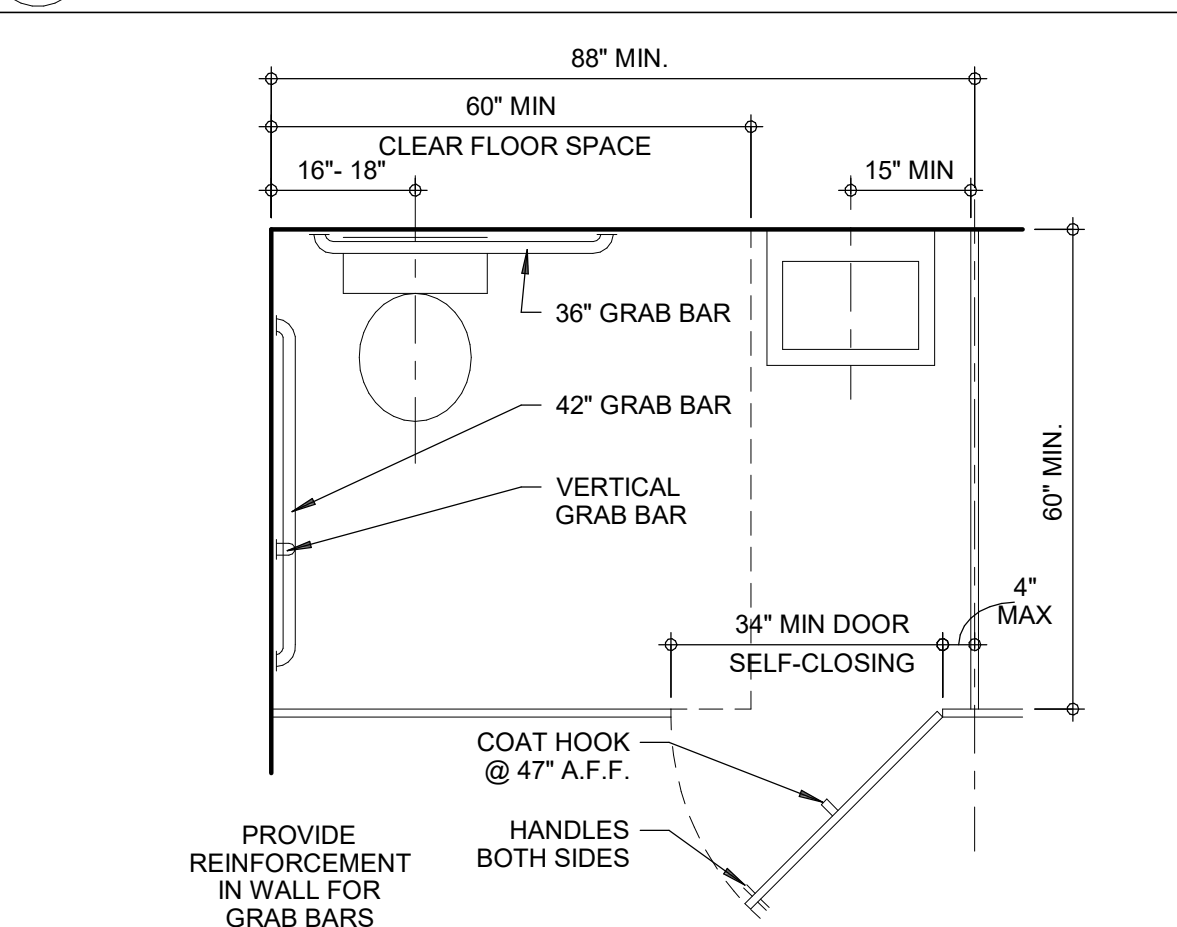 88" MIN.
60" MIN
CLEAR FLOOR SPACE
16"- 18"
15" MIN
36" GRAB BAR
42" GRAB BAR
VERTICAL
GRAB BAR
60" MIN.
4"
MAX
34" MIN DOOR
SELF-CLOSING
COAT HOOK
@ 47" A.F.F.
HANDLES
BOTH SIDES
PROVIDE
REINFORCEMENT
IN WALL FOR
GRAB BARS